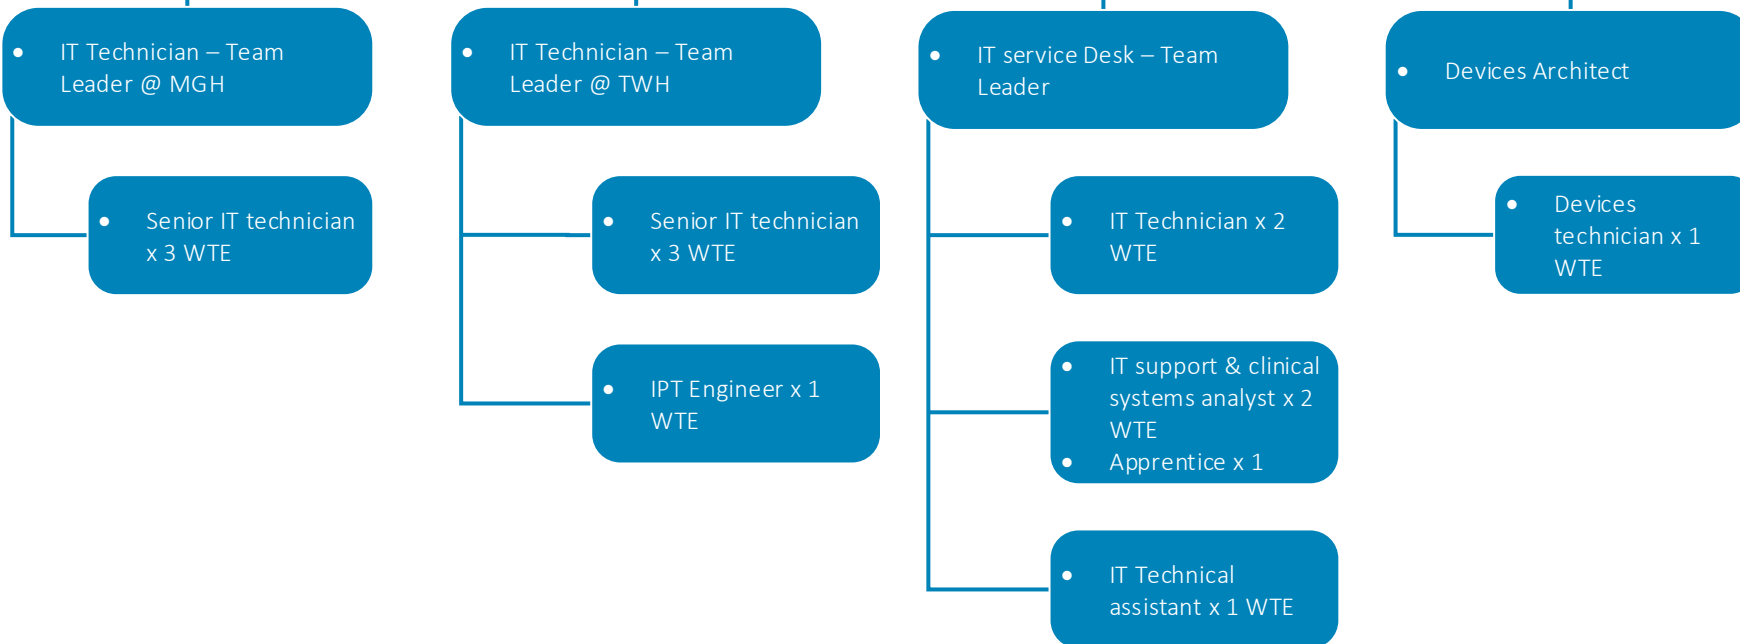 IT Technician – Team
Leader @ MGH
Senior IT technician
x 3 WTE
IT Technician – Team
Leader @ TWH
Senior IT technician
x 3 WTE
IPT Engineer x 1
WTE
IT service Desk – Team
Leader
IT Technician x 2
WTE
IT support & clinical
systems analyst x 2
WTE
Apprentice x 1
IT Technical
assistant x 1 WTE
Devices Architect
Devices
technician x 1
WTE